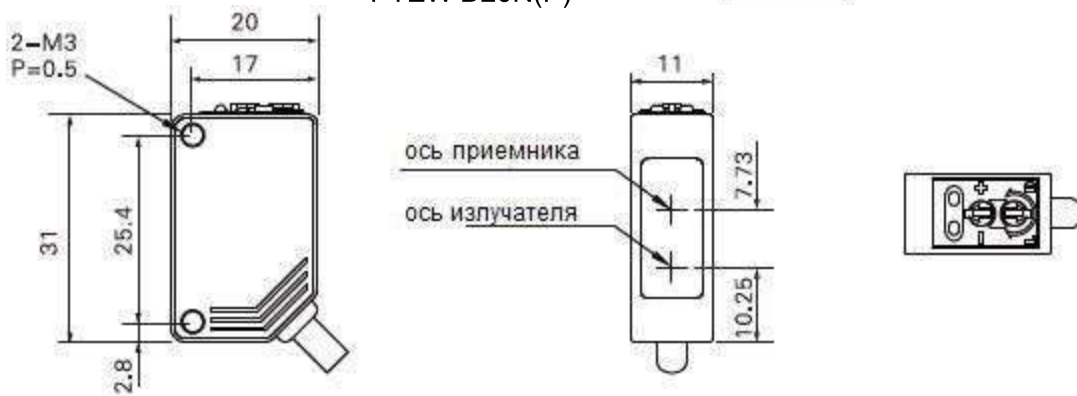 20
2-M3
P=0.5
17
31
25.4
2.8
11
ось приемника
ось излучателя
7.73
10.25
+